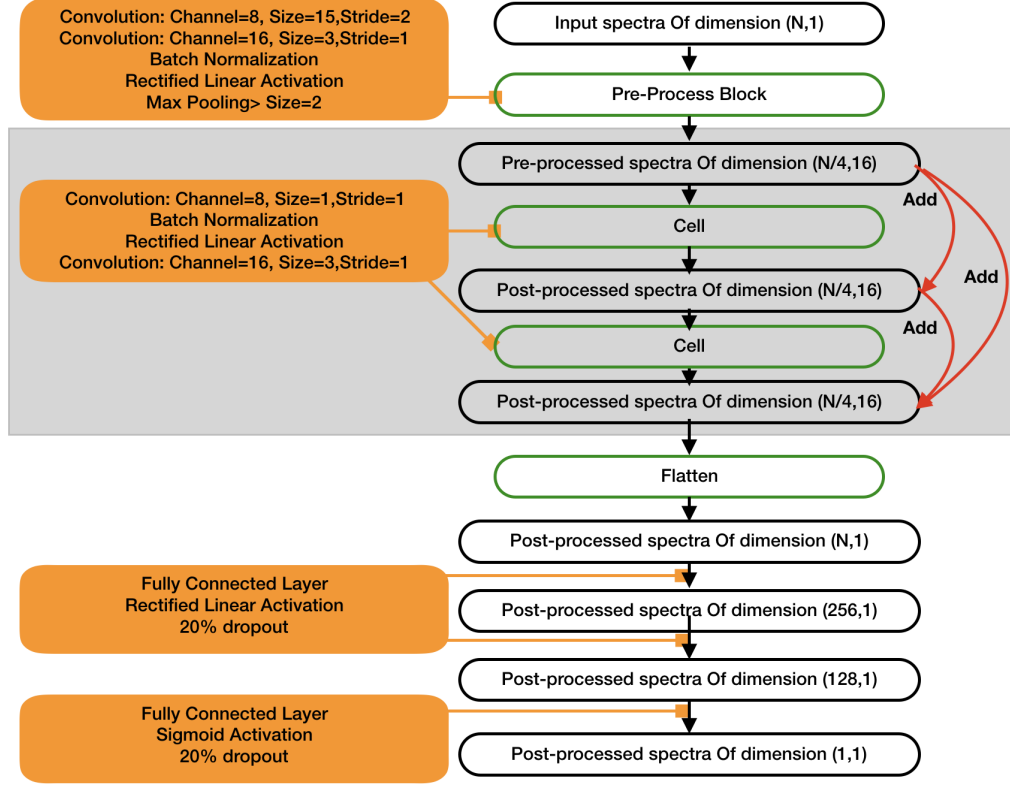 Convolution: Channel=8, Size=15,Stride=2
Convolution: Channel=16, Size=3,Stride=1
Batch Normalization
Rectified Linear Activation
Max Pooling> Size=2
Input spectra Of dimension (N,1)
Pre-Process Block
Pre-processed spectra Of dimension (N/4,16)
Add
Convolution: Channel=8, Size=1,Stride=1
Batch Normalization
Rectified Linear Activation
Convolution: Channel=16, Size=3,Stride=1
Cell
Add
Post-processed spectra Of dimension (N/4,16)
Add
Cell
Post-processed spectra Of dimension (N/4,16)
Flatten
Post-processed spectra Of dimension (N,1)
Fully Connected Layer
Rectified Linear Activation
20% dropout
Post-processed spectra Of dimension (256,1)
Post-processed spectra Of dimension (128,1)
Fully Connected Layer
Sigmoid Activation
20% dropout
Post-processed spectra Of dimension (1,1)